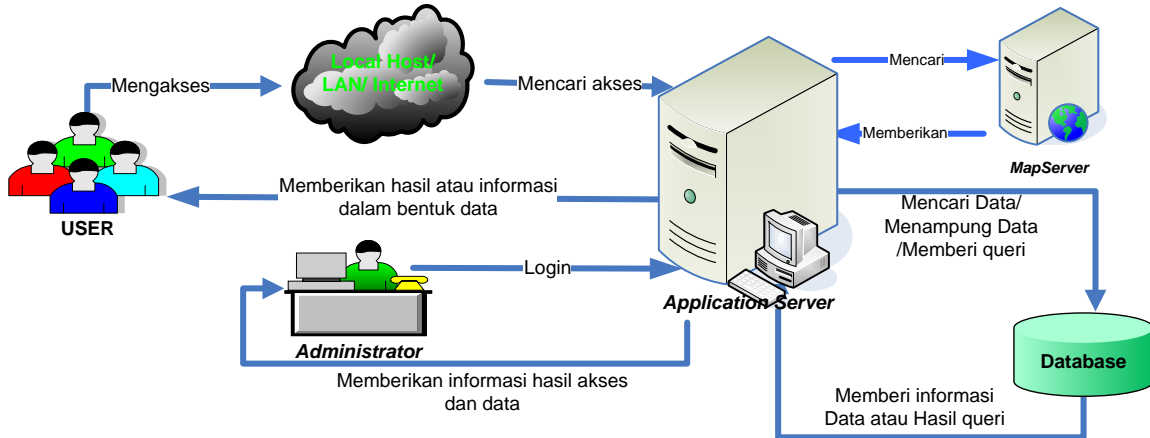 Local Host/
LAN/ Internet
Mengakses
Mencari akses
Mencari
Memberikan
MapServer
USER
Memberikan hasil atau informasi
dalam bentuk data
Mencari Data/
Menampung Data
/Memberi queri
Login
Application Server
Administrator
Memberikan informasi hasil akses
dan data
Database
Memberi informasi
Data atau Hasil queri